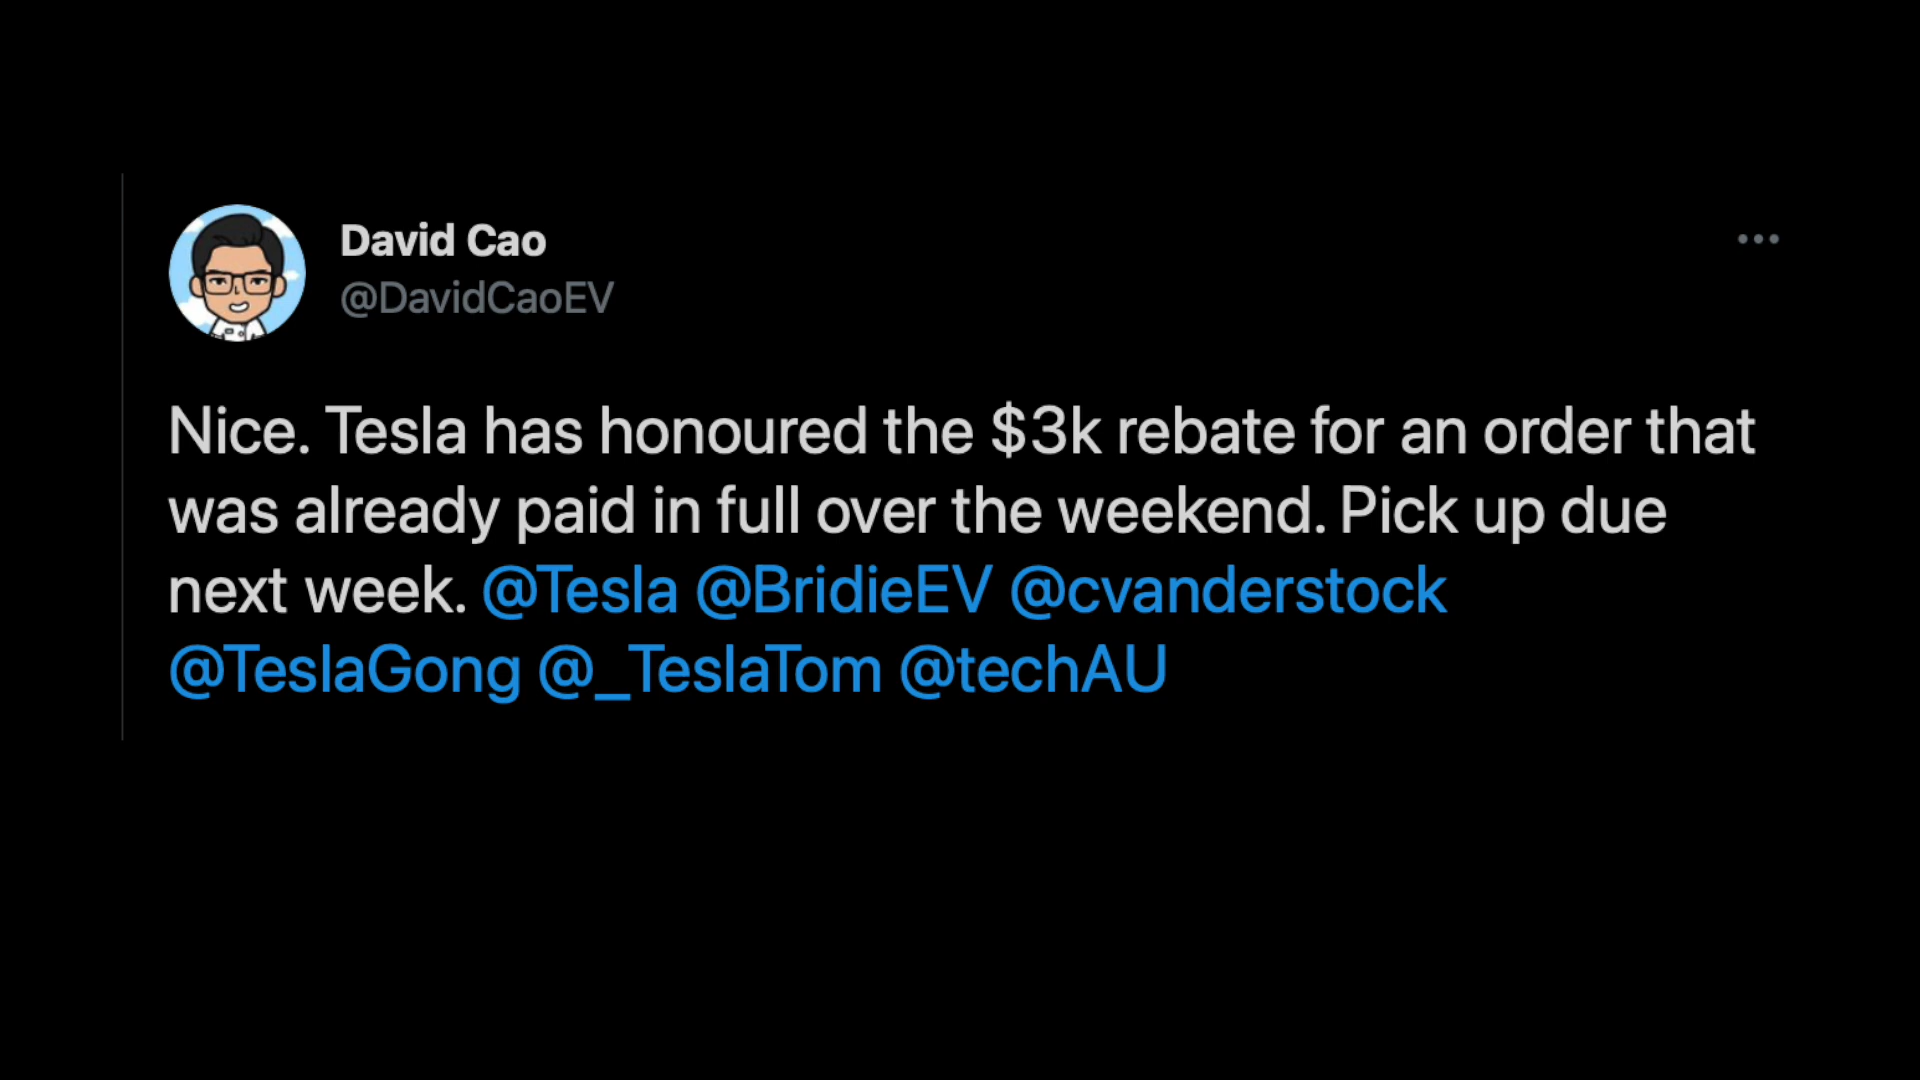 David Cao
@DavidCaoEV
Nice. Tesla has honoured the $3k rebate for an order that
was already paid in full over the weekend. Pick up due
next week. @Tesla @BridieEV @cvanderstock
@TeslaGong @_TeslaTom @techAU